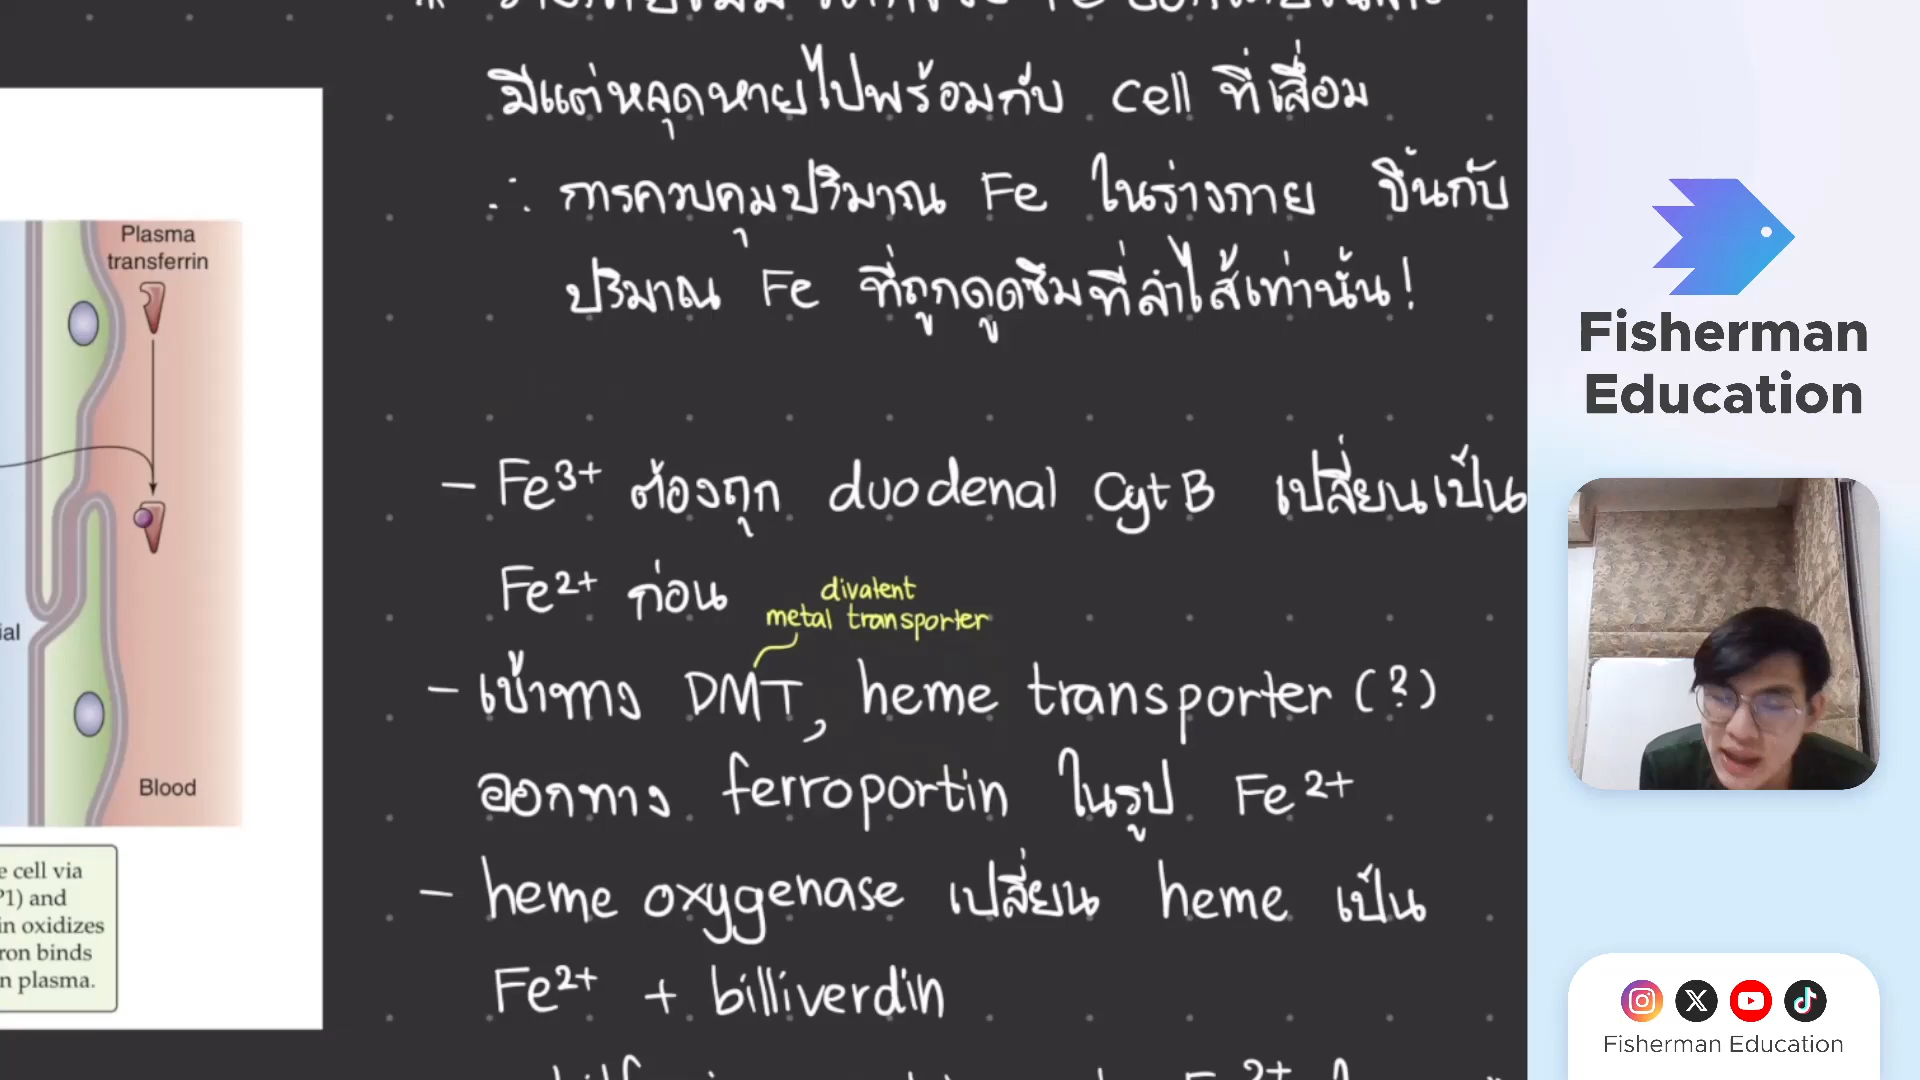 มีแต่หลุดหายไปพร้อมกับ cell ที่เสื่อม
∴ การควบคุมปริมาณ Fe ในร่างกาย ขึ้นกับ
ปริมาณ Fe ที่ถูกดูดซึมที่ลำไส้เท่านั้น!
- Fe3+ ต้องถูก duodenal Cyt B เปลี่ยนเป็น
Fe2+ ก่อน
divalent
metal transporter
- เข้าทาง DMT, heme transporter (?)
ออกทาง ferroportin ในรูป Fe2+
- heme oxygenase เปลี่ยน heme เป็น
Fe2+ + billiverdin
Plasma
transferrin
ial
Blood
e cell via
P1) and
in oxidizes
ron binds
n plasma.
Fisherman
Education
Fisherman Education